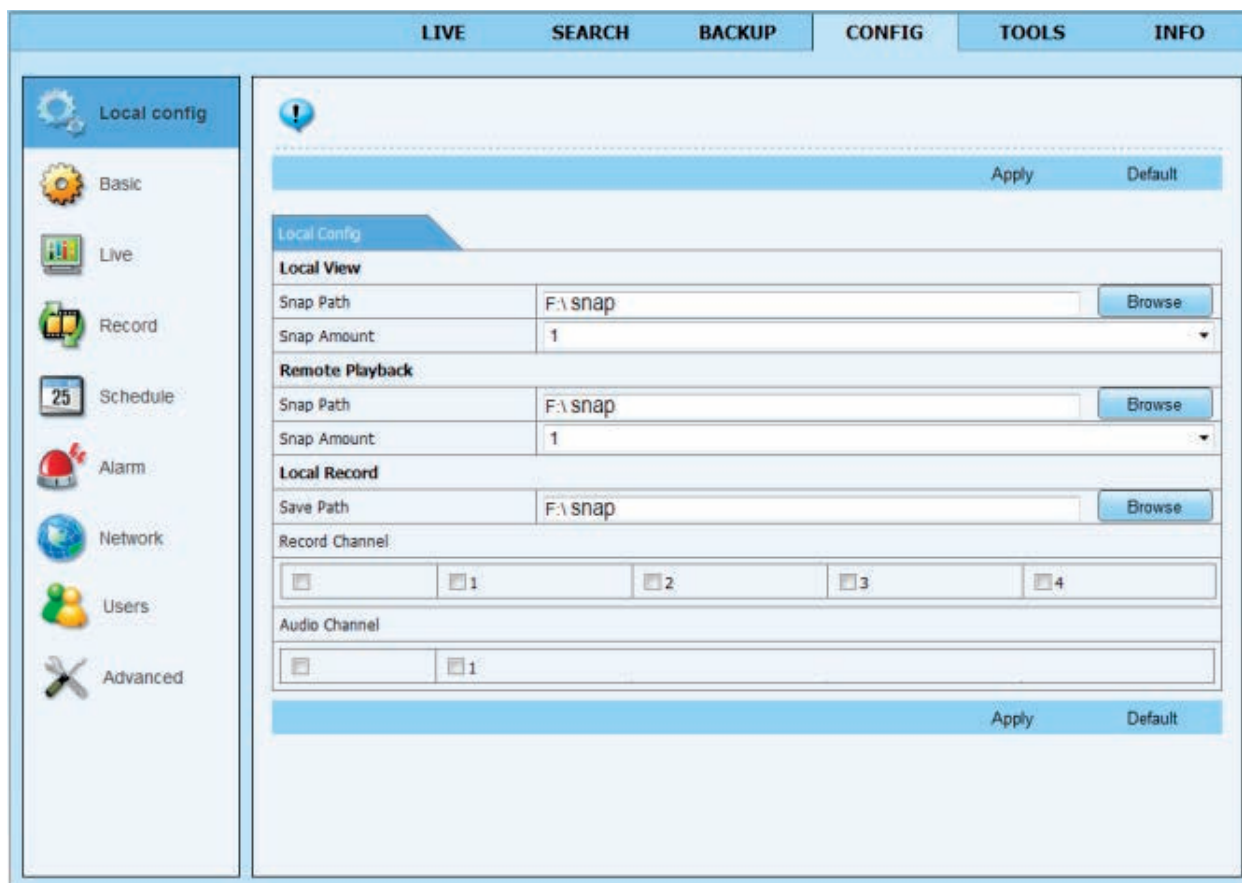 LIVE SEARCH BACKUP CONFIG TOOLS INFO
Local config
Basic
Live
Record
25 Schedule
Alarm
Network
Users
Advanced
!
Apply Default
Local Config
Local View
Snap Path F:\ snap Browse
Snap Amount 1
Remote Playback
Snap Path F:\ snap Browse
Snap Amount 1
Local Record
Save Path F:\ snap Browse
Record Channel
1 2 3 4
Audio Channel
1
Apply Default